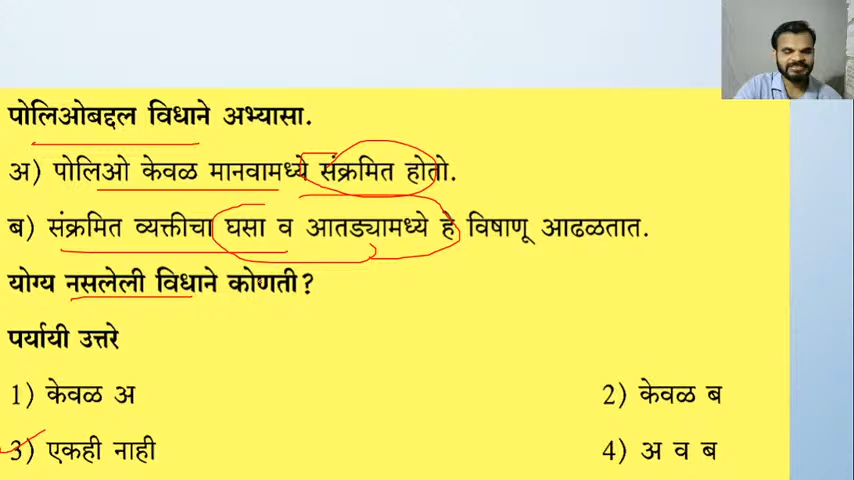 पोलिओबद्दल विधाने अभ्यासा.
अ) पोलिओ केवळ मानवामध्ये संक्रमित होतो.
ब) संक्रमित व्यक्तीचा घसा व आतड्यामध्ये हे विषाणू आढळतात.
योग्य नसलेली विधाने कोणती?
पर्यायी उत्तरे
1) केवळ अ
2) केवळ ब
3) एकही नाही
4) अ व ब